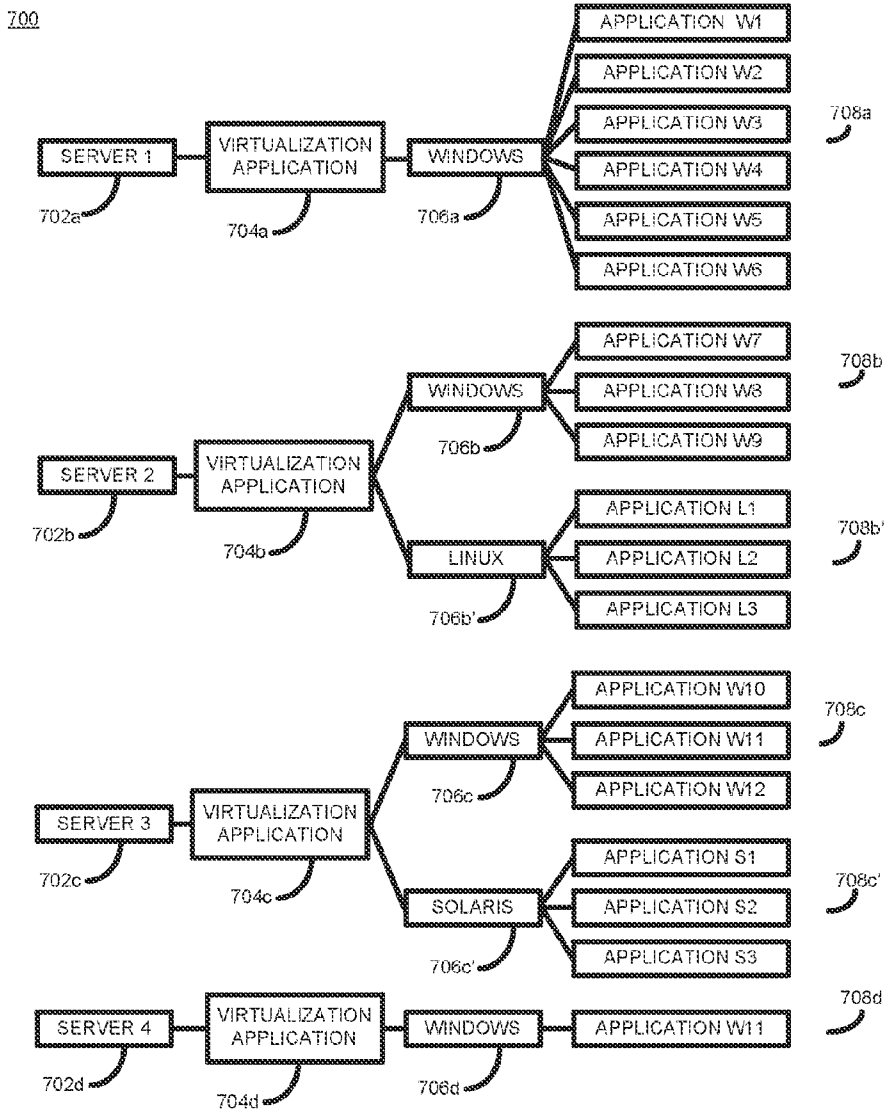 700
APPLICATION W1
APPLICATION W2
APPLICATION W3
708a
SERVER 1
VIRTUALIZATION
APPLICATION
WINDOWS
APPLICATION W4
702a
704a
706a
APPLICATION W5
APPLICATION W6
APPLICATION W7
708b
WINDOWS
APPLICATION W8
706b
APPLICATION W9
SERVER 2
VIRTUALIZATION
APPLICATION
702b
704b
APPLICATION L1
708b'
LINUX
APPLICATION L2
706b'
APPLICATION L3
APPLICATION W10
708c
WINDOWS
APPLICATION W11
706c
APPLICATION W12
SERVER 3
VIRTUALIZATION
APPLICATION
702c
704c
APPLICATION S1
708c'
SOLARIS
APPLICATION S2
706c'
APPLICATION S3
708d
SERVER 4
VIRTUALIZATION
APPLICATION
WINDOWS
APPLICATION W11
702d
704d
706d